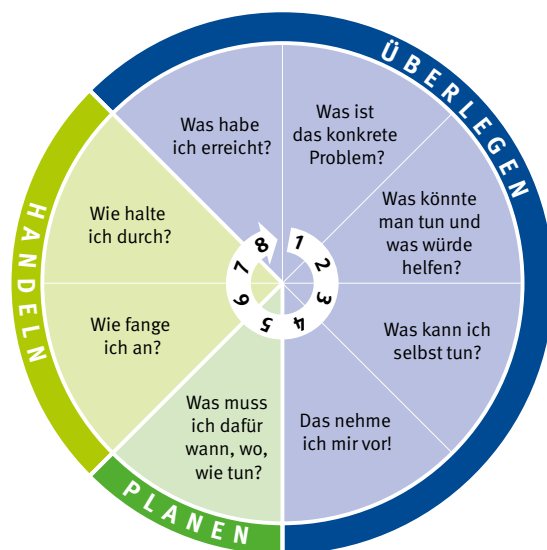 ÜBERLEGEN
Was ist
das konkrete
Problem?
Was könnte
man tun und
was würde
helfen?
Was kann ich
selbst tun?
Das nehme
ich mir vor!
PLANEN
Was muss
ich dafür
wann, wo,
wie tun?
HANDELN
Wie fange
ich an?
Wie halte
ich durch?
Was habe
ich erreicht?
1
2
3
4
5
6
7
8